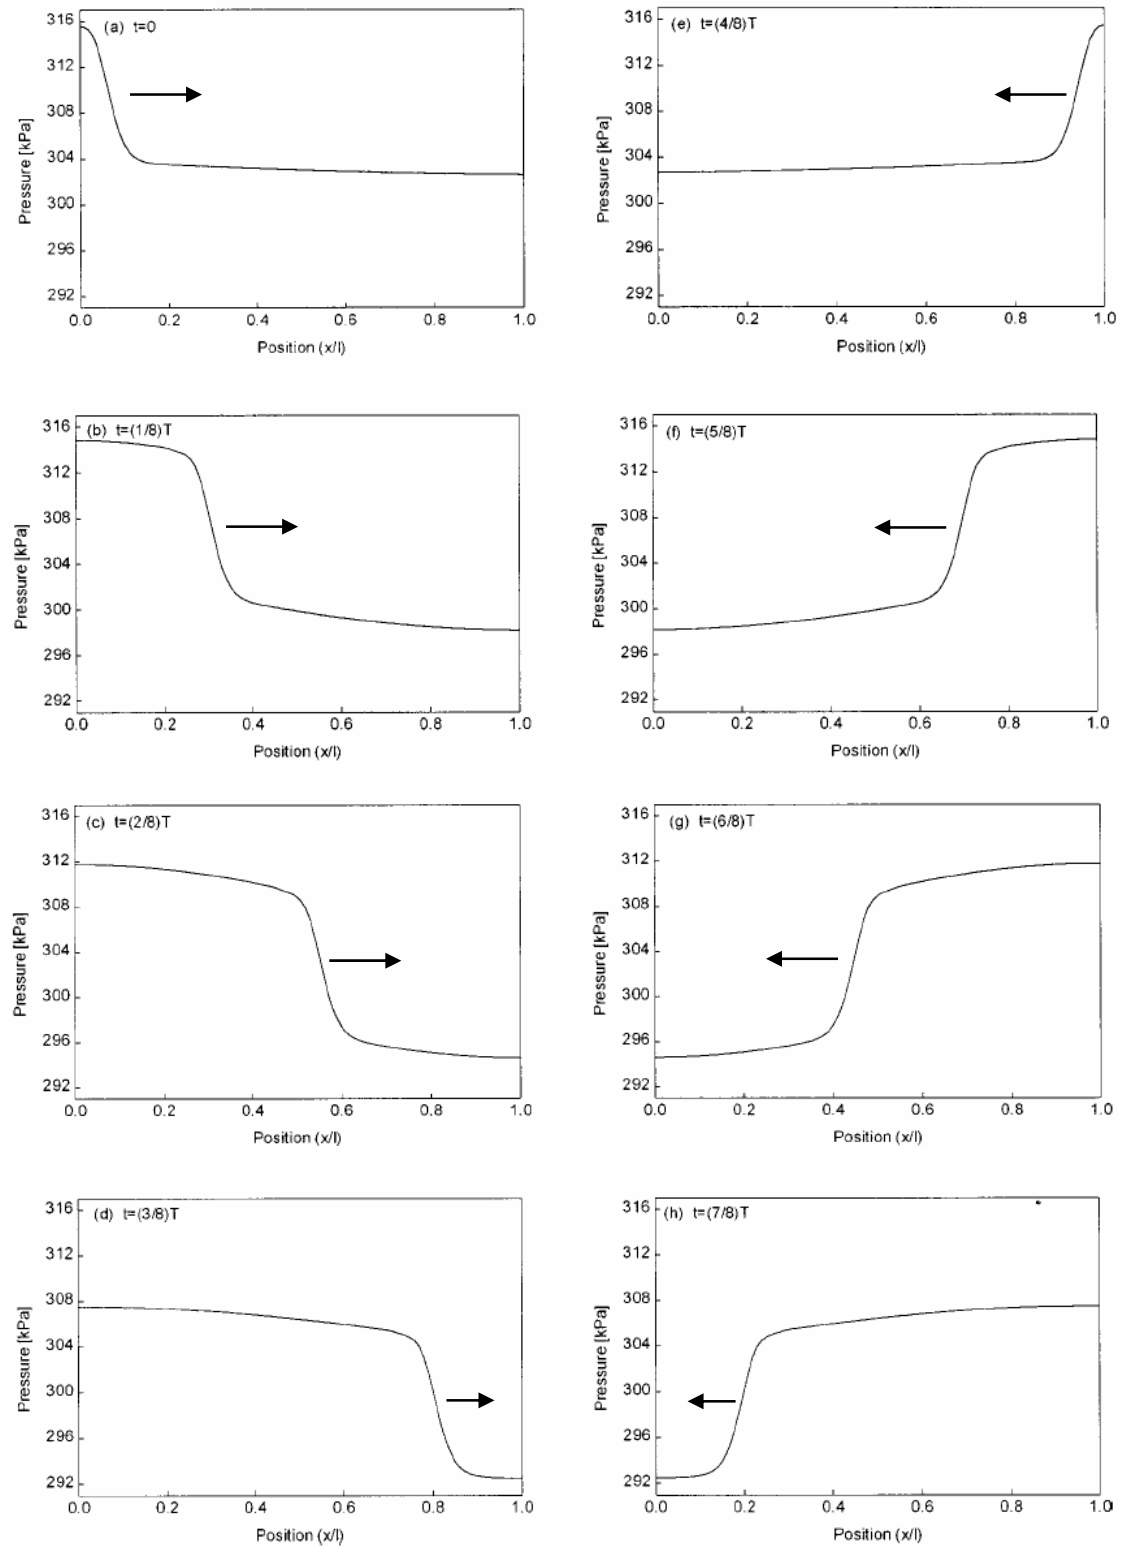 316
(a) t=0
312
308
304
300
296
292
Pressure [kPa]
0.0 0.2 0.4 0.6 0.8 1.0
Position (x/l)
316
(e) t=(4/8)T
312
308
304
300
296
292
Pressure [kPa]
0.0 0.2 0.4 0.6 0.8 1.0
Position (x/l)
316
(b) t=(1/8)T
312
308
304
300
296
292
Pressure [kPa]
0.0 0.2 0.4 0.6 0.8 1.0
Position (x/l)
316
(f) t=(5/8)T
312
308
304
300
296
292
Pressure [kPa]
0.0 0.2 0.4 0.6 0.8 1.0
Position (x/l)
316
(c) t=(2/8)T
312
308
304
300
296
292
Pressure [kPa]
0.0 0.2 0.4 0.6 0.8 1.0
Position (x/l)
316
(g) t=(6/8)T
312
308
304
300
296
292
Pressure [kPa]
0.0 0.2 0.4 0.6 0.8 1.0
Position (x/l)
316
(d) t=(3/8)T
312
308
304
300
296
292
Pressure [kPa]
0.0 0.2 0.4 0.6 0.8 1.0
Position (x/l)
316
(h) t=(7/8)T
312
308
304
300
296
292
Pressure [kPa]
0.0 0.2 0.4 0.6 0.8 1.0
Position (x/l)